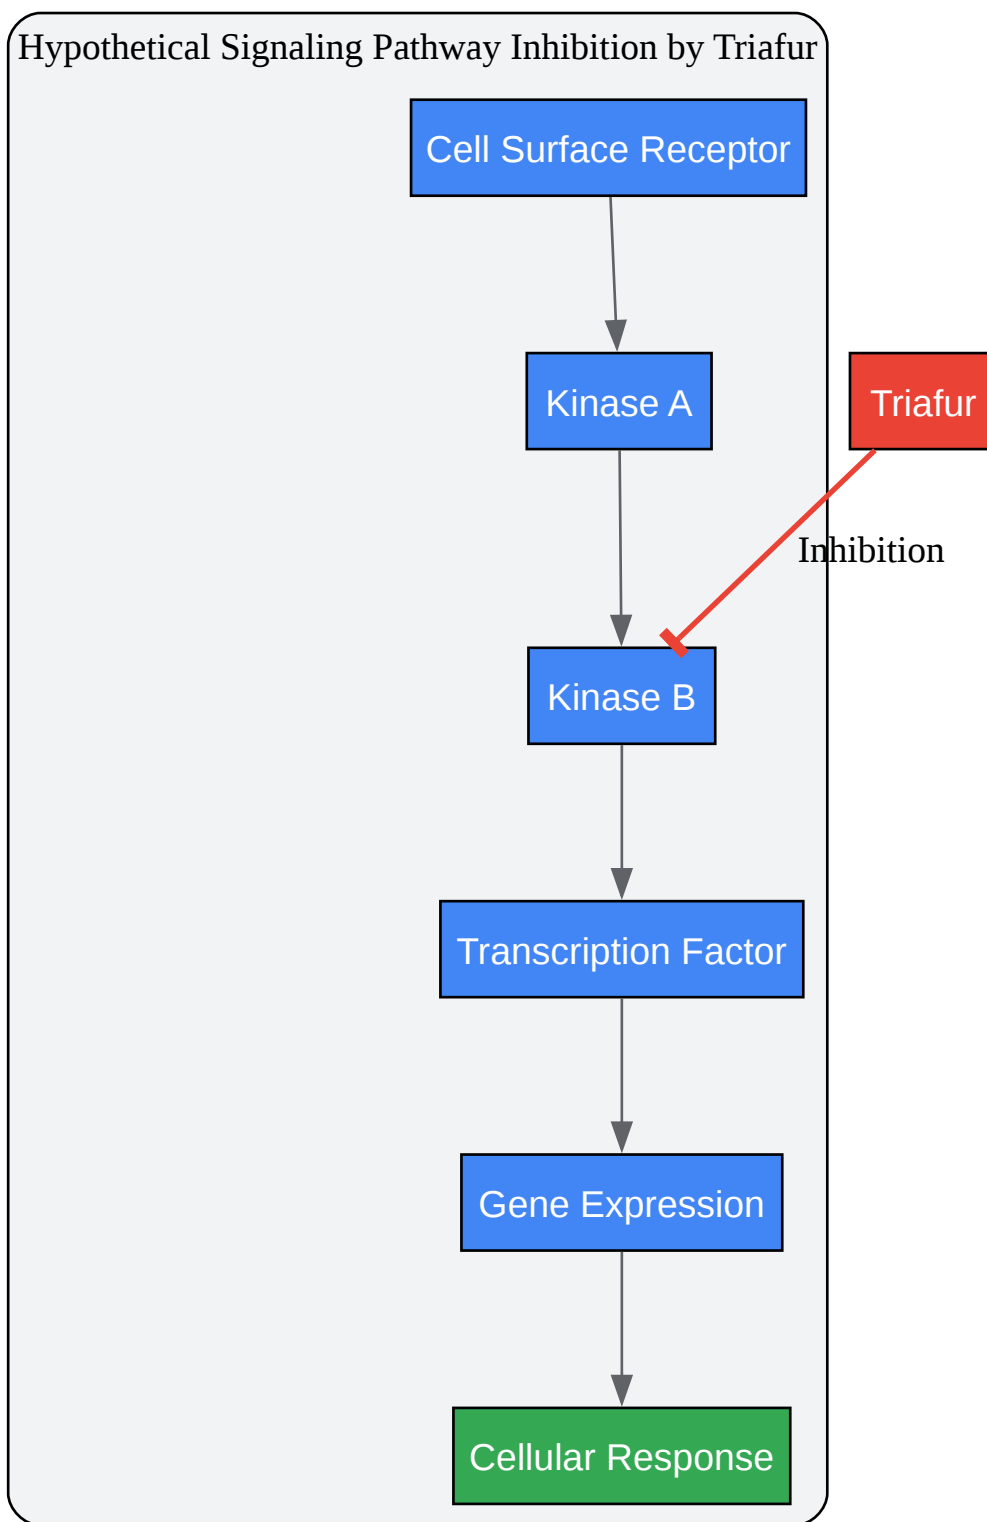 Hypothetical Signaling Pathway Inhibition by Triafur
Cell Surface Receptor
Kinase A
Triafur
Inhibition
Kinase B
Transcription Factor
Gene Expression
Cellular Response